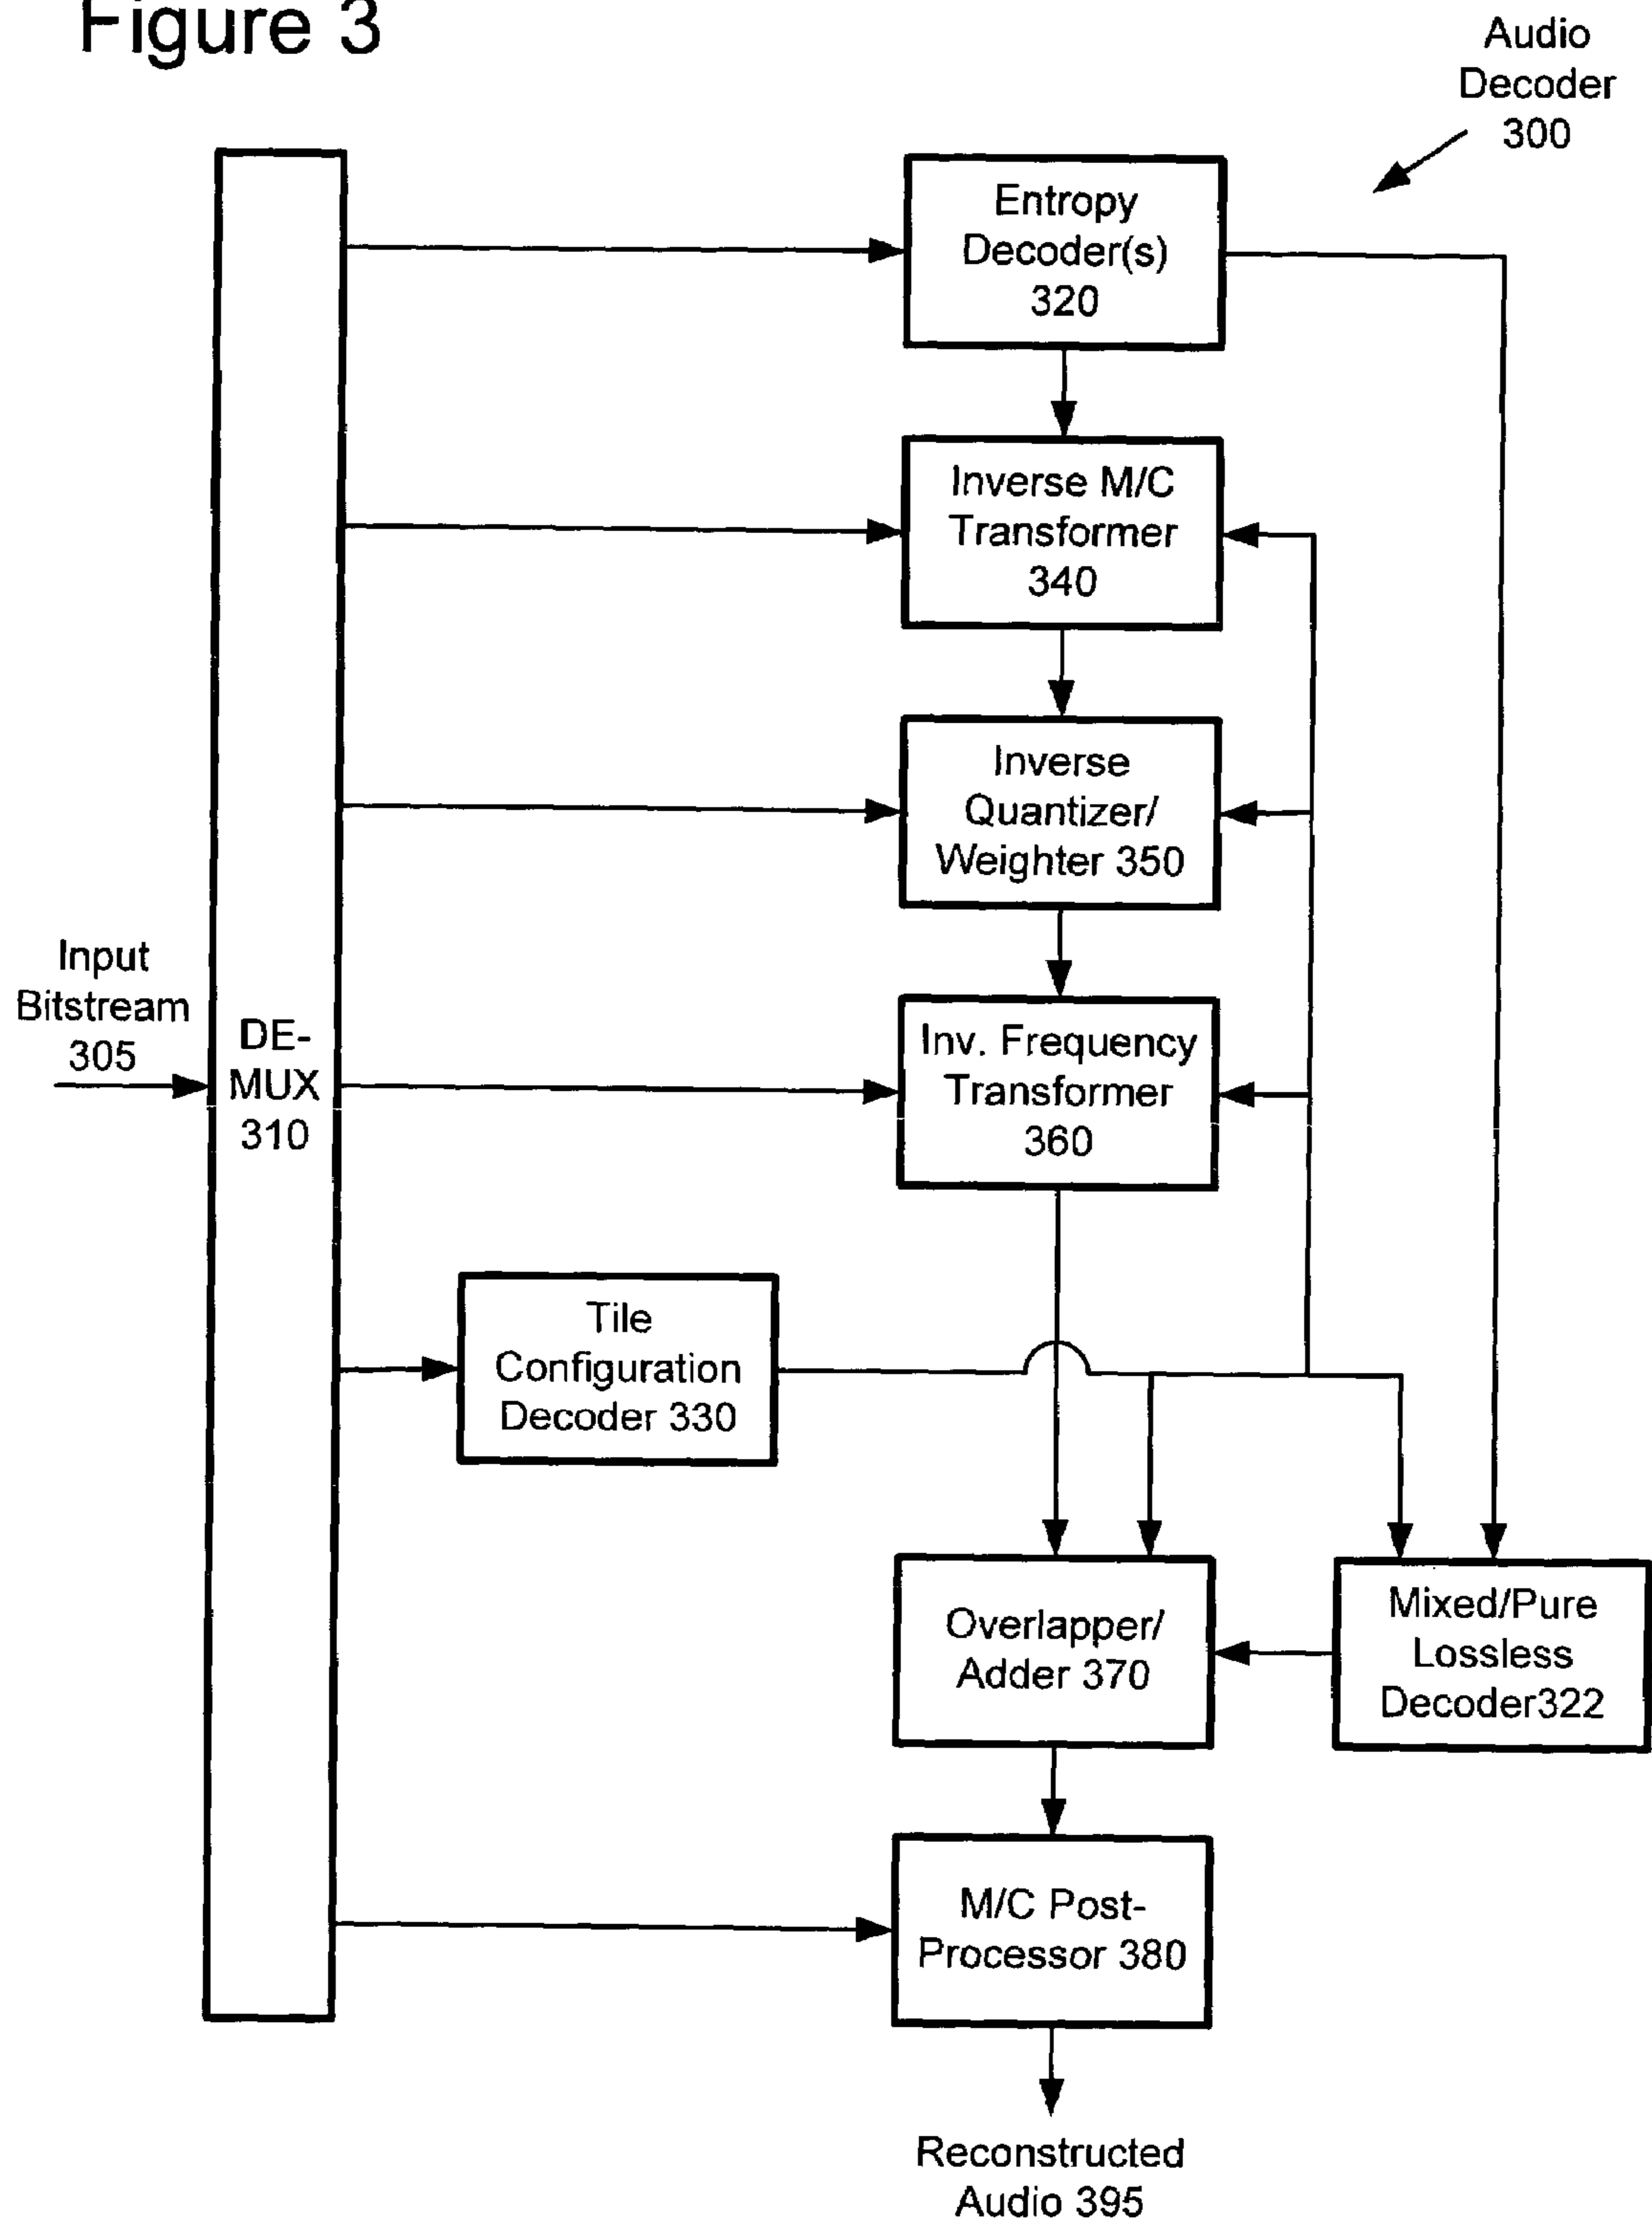 Figure 3
Audio
Decoder
300
Entropy
Decoder(s)
320
Inverse M/C
Transformer
340
Inverse
Quantizer/
Weighter 350
Input
Bitstream
305
DE-
MUX
310
Inv. Frequency
Transformer
360
Tile
Configuration
Decoder 330
Overlapper/
Adder 370
Mixed/Pure
Lossless
Decoder322
M/C Post-
Processor 380
Reconstructed
Audio 395